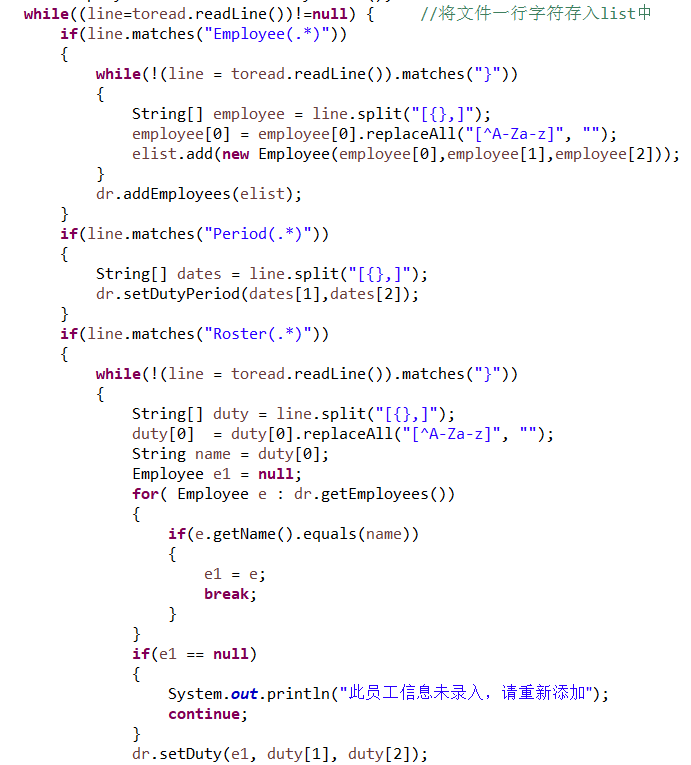 while((line=toread.readLine())!=null) {     //将文件一行字符存入list中
    if(line.matches("Employee(.*)"))
    {
        while(!(line = toread.readLine()).matches("}"))
        {
            String[] employee = line.split("[{},]");
            employee[0] = employee[0].replaceAll("[^A-Za-z]", "");
            elist.add(new Employee(employee[0],employee[1],employee[2]));
        }
        dr.addEmployees(elist);
    }
    if(line.matches("Period(.*)"))
    {
        String[] dates = line.split("[{},]");
        dr.setDutyPeriod(dates[1],dates[2]);
    }
    if(line.matches("Roster(.*)"))
    {
        while(!(line = toread.readLine()).matches("}"))
        {
            String[] duty = line.split("[{},]");
            duty[0]  = duty[0].replaceAll("[^A-Za-z]", "");
            String name = duty[0];
            Employee e1 = null;
            for( Employee e : dr.getEmployees())
            {
                if(e.getName().equals(name))
                {
                    e1 = e;
                    break;
                }
            }
            if(e1 == null)
            {
                System.out.println("此员工信息未录入，请重新添加");
                continue;
            }
            dr.setDuty(e1, duty[1], duty[2]);